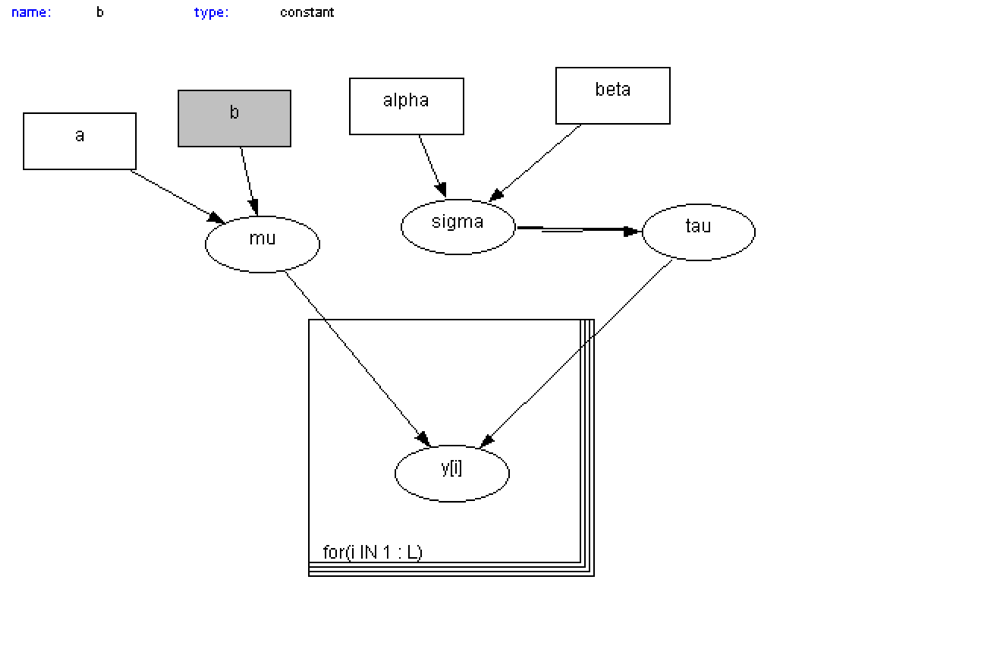 name: b type: constant
beta
alpha
b
a
sigma
tau
mu
y[i]
for(i IN 1 : L)